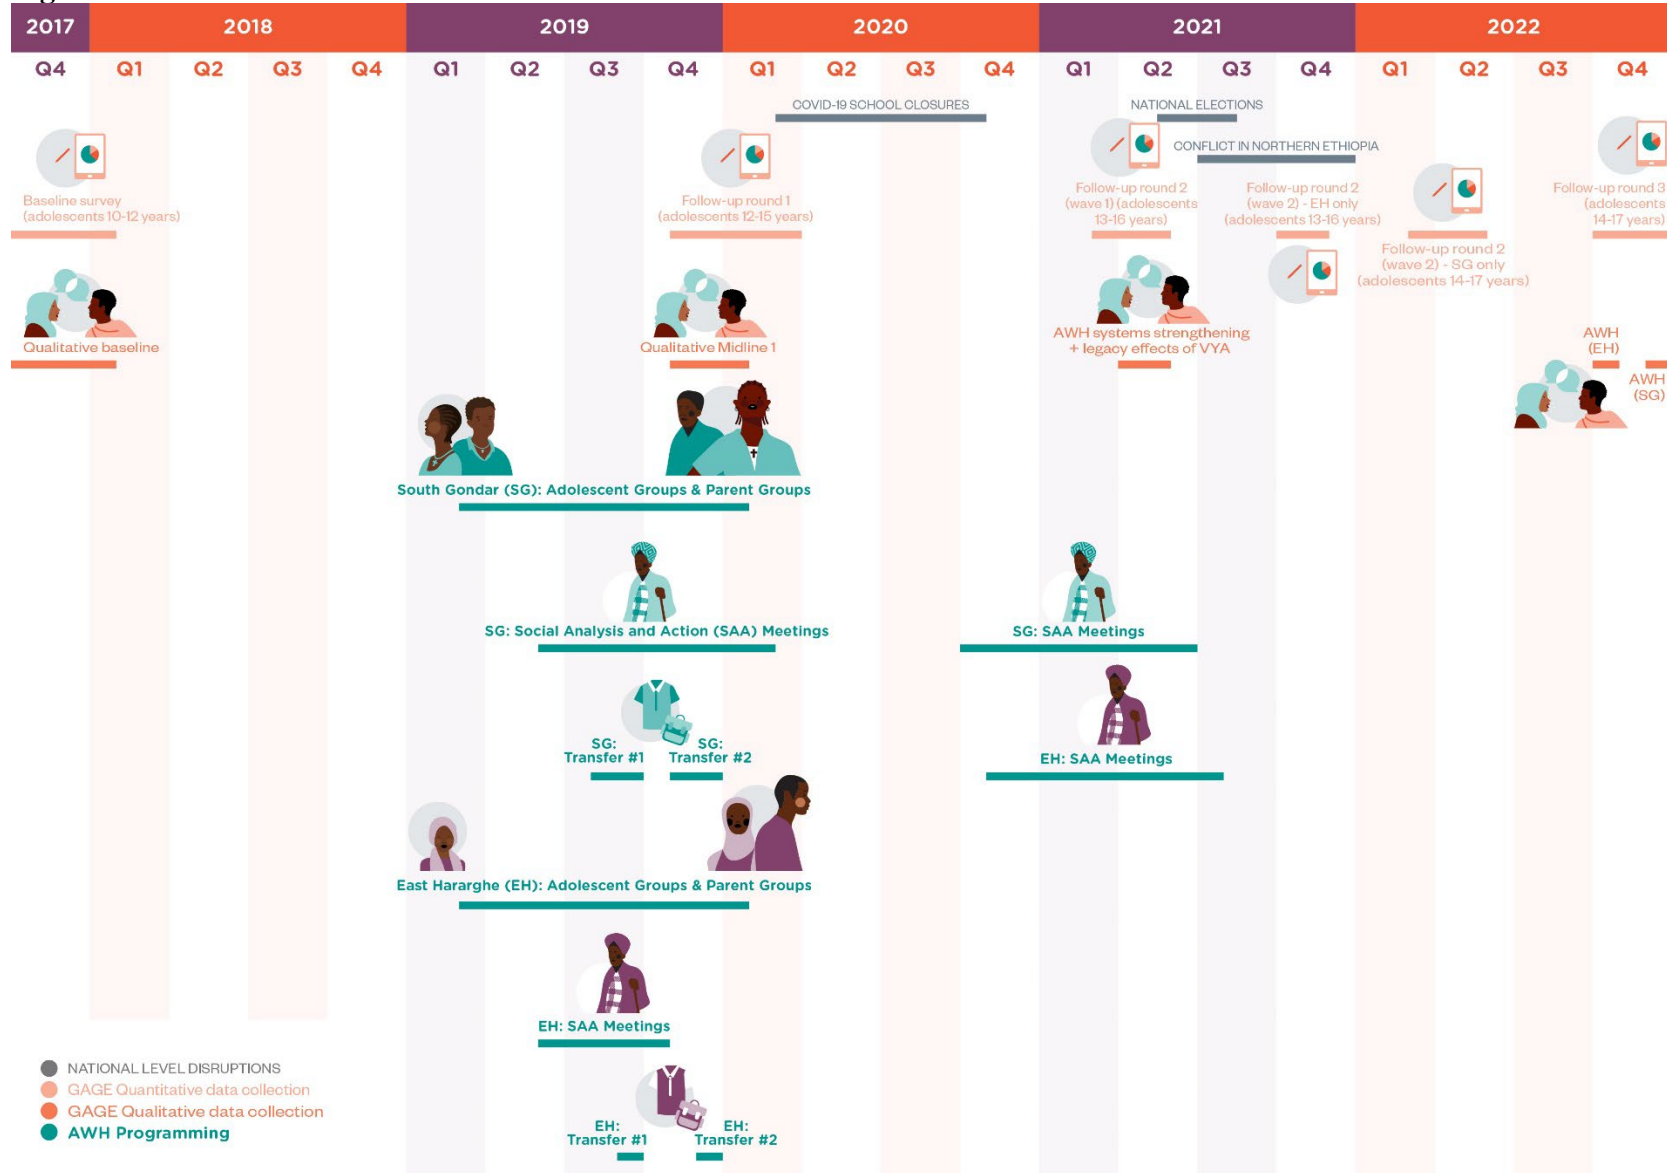 2017 2018 2019 2020 2021 2022
Q4 Q1 Q2 Q3 Q4 Q1 Q2 Q3 Q4 Q1 Q2 Q3 Q4 Q1 Q2 Q3 Q4 Q1 Q2 Q3 Q4
COVID-19 SCHOOL CLOSURES
NATIONAL ELECTIONS
CONFLICT IN NORTHERN ETHIOPIA
Baseline survey
(adolescents 10-12 years)
Follow-up round 1
(adolescents 12-15 years)
Follow-up round 2
(wave 1) (adolescents
13-16 years)
Follow-up round 2
(wave 2) - EH only
(adolescents 13-16 years)
Follow-up round 2
(wave 2) - SG only
(adolescents 14-17 years)
Follow-up round 3
(adolescents
14-17 years)
Qualitative baseline
Qualitative Midline 1
AWH systems strengthening
+ legacy effects of VYA
AWH
(EH)
AWH
(SG)
South Gondar (SG): Adolescent Groups & Parent Groups
SG: Social Analysis and Action (SAA) Meetings
SG: SAA Meetings
SG:
Transfer #1
SG:
Transfer #2
EH: SAA Meetings
East Hararghe (EH): Adolescent Groups & Parent Groups
EH: SAA Meetings
EH:
Transfer #1
EH:
Transfer #2
NATIONAL LEVEL DISRUPTIONS
GAGE Quantitative data collection
GAGE Qualitative data collection
AWH Programming